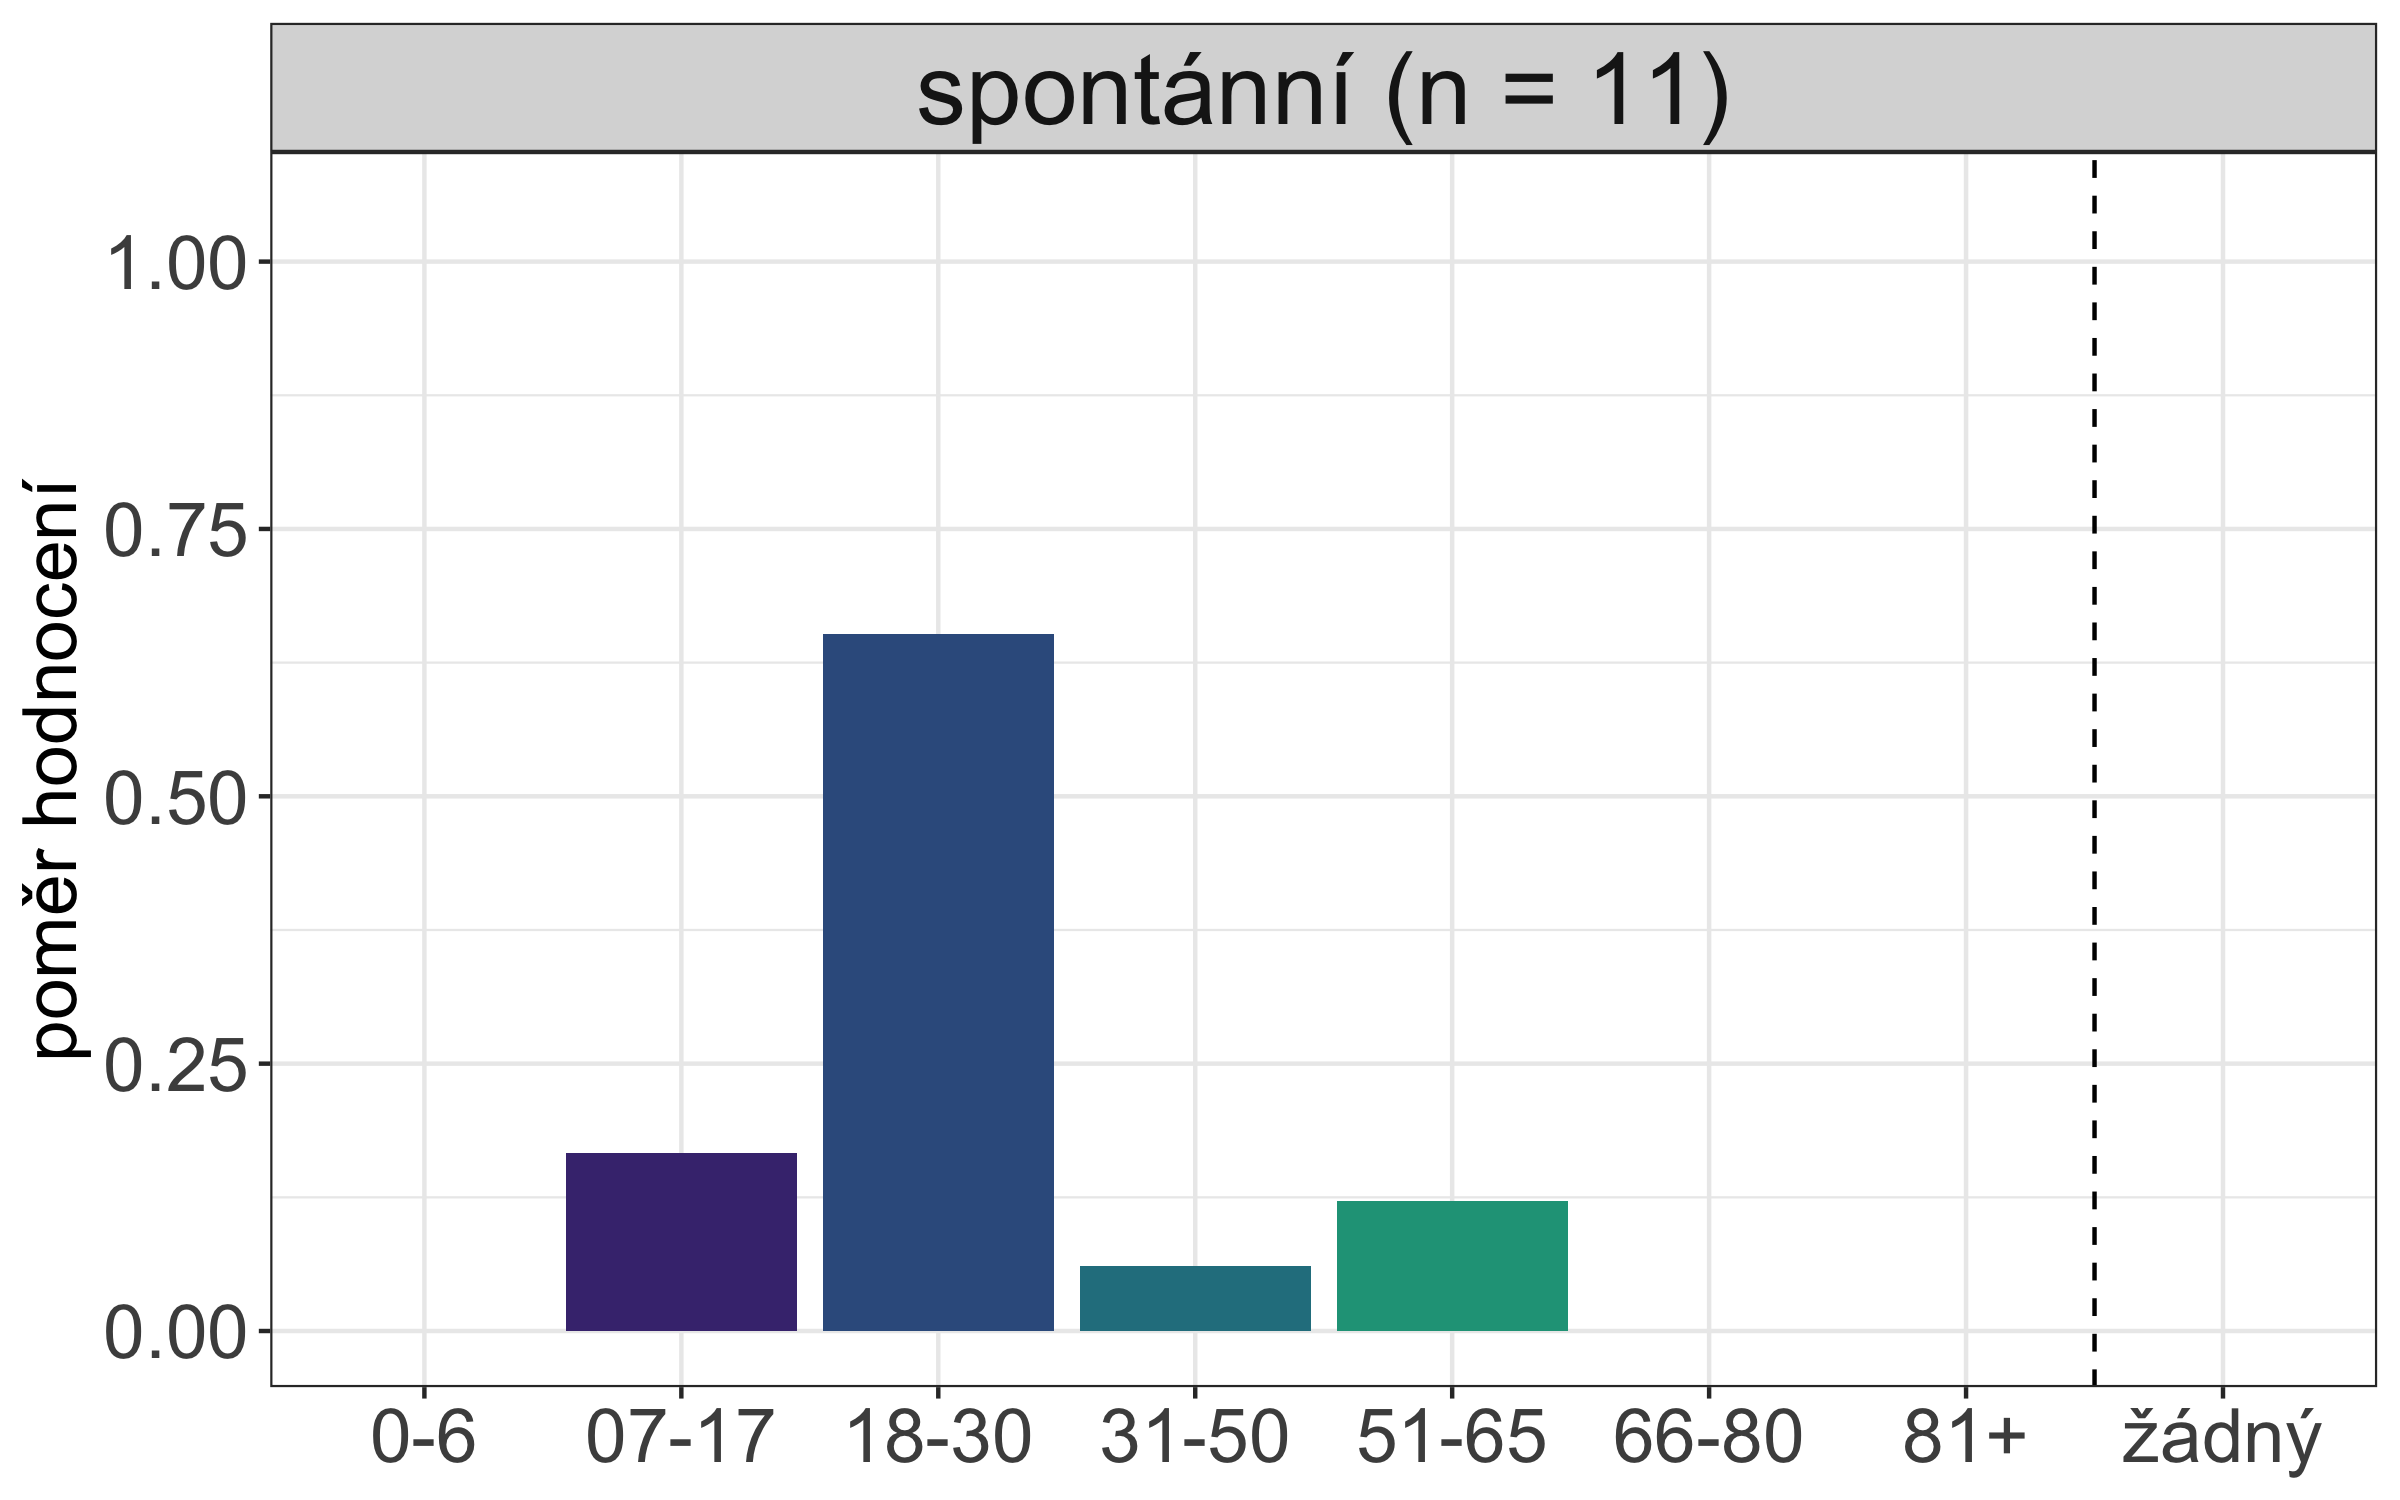 spontánní (n = 11)
poměr hodnocení
1.00
0.75
0.50
0.25
0.00
0-6 07-17 18-30 31-50 51-65 66-80 81+ žádný